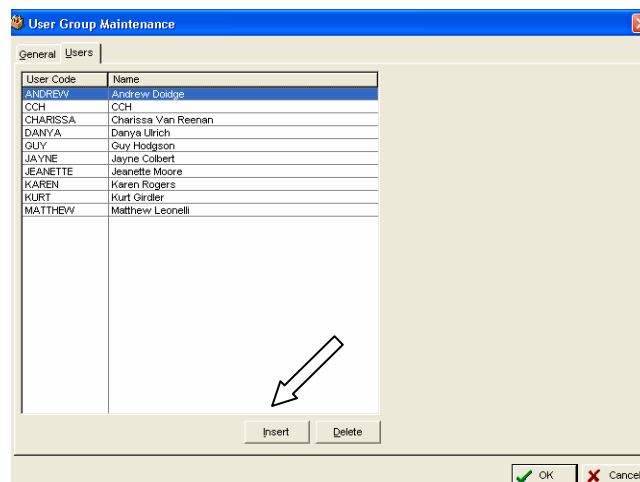 User Group Maintenance
General Users
User Code Name
ANDREW Andrew Doidge
CCH CCH
CHARISSA Charissa Van Reenan
DANYA Danya Ulrich
GUY Guy Hodgson
JAYNE Jayne Colbert
JEANETTE Jeanette Moore
KAREN Karen Rogers
KURT Kurt Girdler
MATTHEW Matthew Leonelli
Insert Delete
OK Cancel